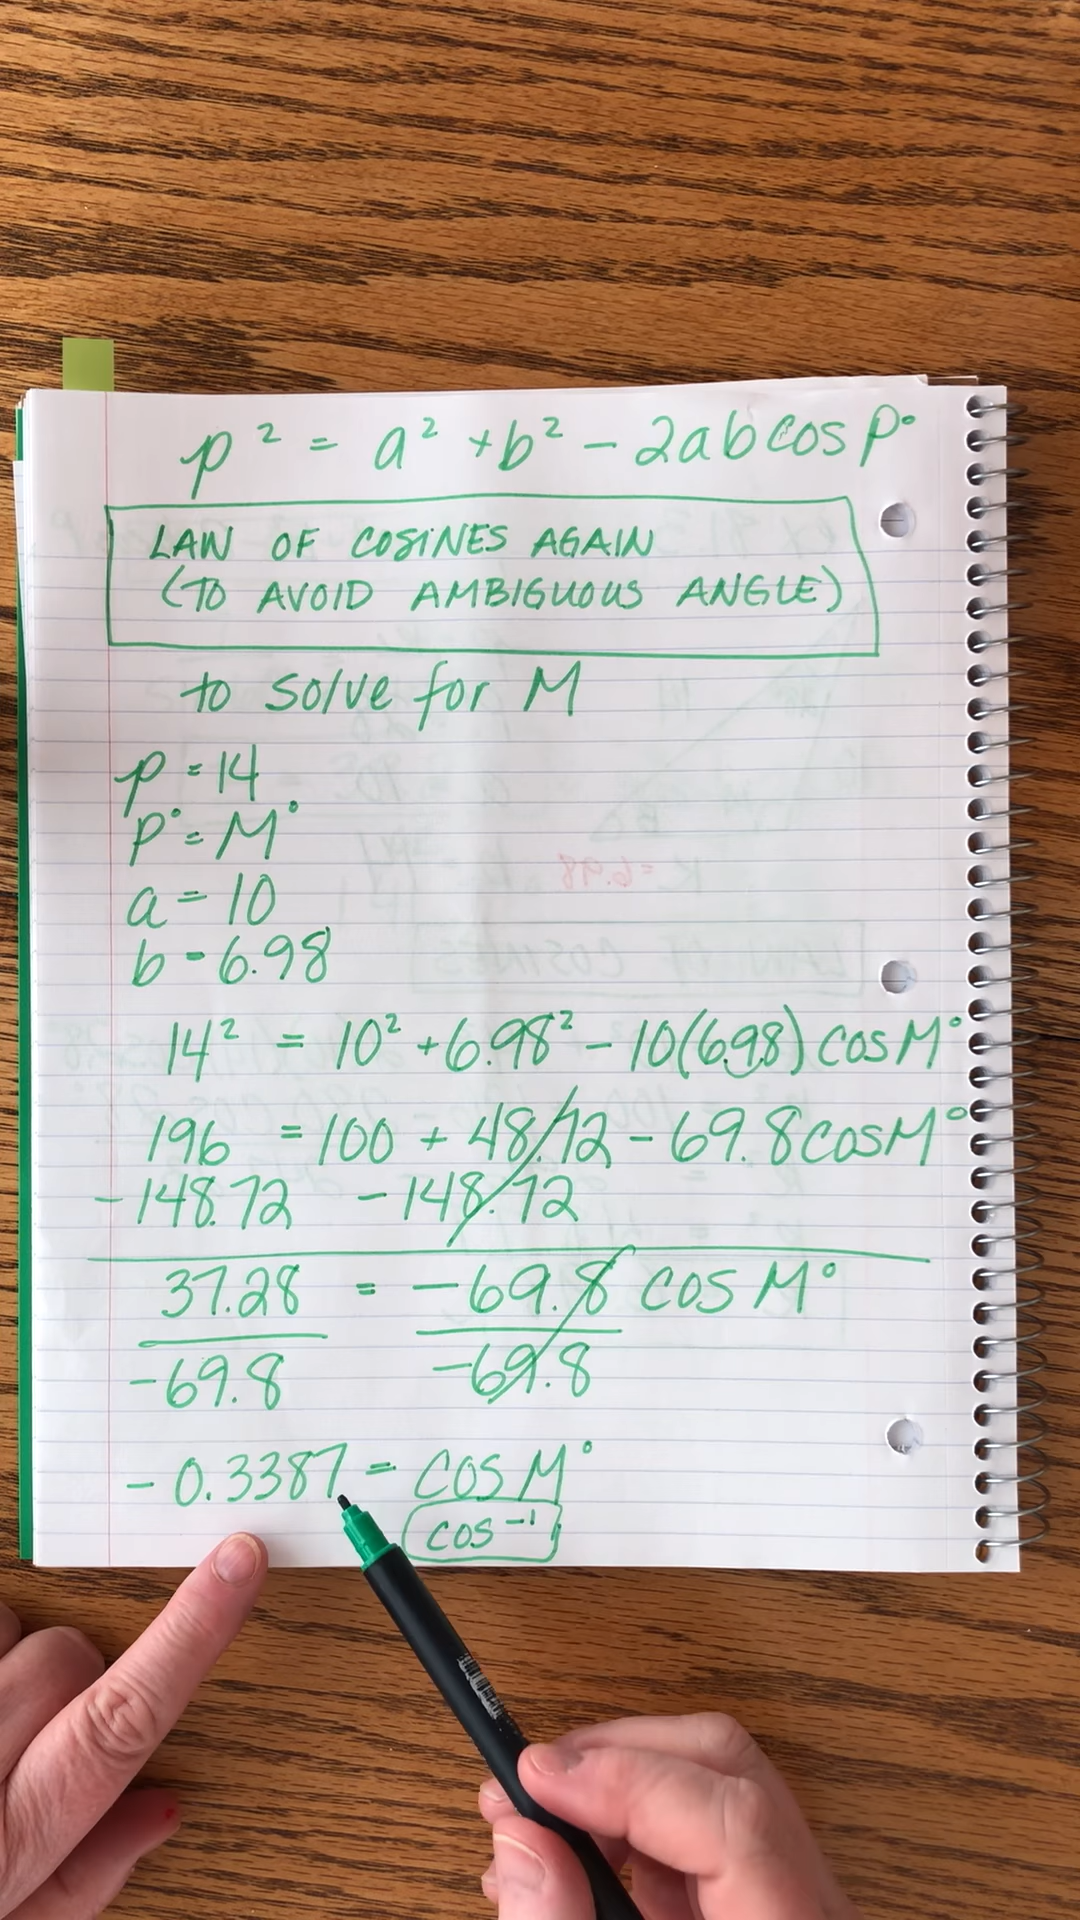 p² = a² + b² - 2ab cos P°
LAW OF COSINES AGAIN
(TO AVOID AMBIGUOUS ANGLE)
to solve for M
p = 14
P° = M°
a = 10
b = 6.98
14² = 10² + 6.98² - 10(6.98) cos M°
196 = 100 + 48.72 - 69.8 cos M°
-148.72 -148.72
37.28 = -69.8 cos M°
-69.8 -69.8
-0.3387 = cos M°
cos⁻¹